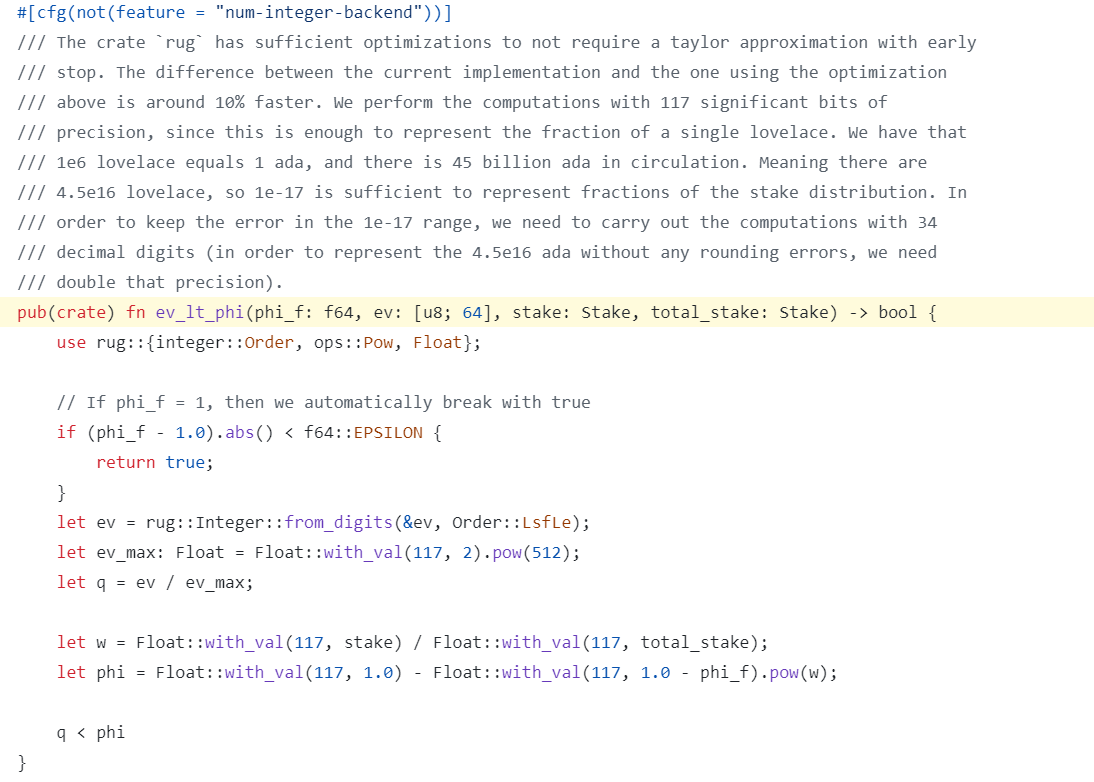 #[cfg(not(feature = "num-integer-backend"))]
/// The crate `rug` has sufficient optimizations to not require a taylor approximation with early
/// stop. The difference between the current implementation and the one using the optimization
/// above is around 10% faster. We perform the computations with 117 significant bits of
/// precision, since this is enough to represent the fraction of a single lovelace. We have that
/// 1e6 lovelace equals 1 ada, and there is 45 billion ada in circulation. Meaning there are
/// 4.5e16 lovelace, so 1e-17 is sufficient to represent fractions of the stake distribution. In
/// order to keep the error in the 1e-17 range, we need to carry out the computations with 34
/// decimal digits (in order to represent the 4.5e16 ada without any rounding errors, we need
/// double that precision).
pub(crate) fn ev_lt_phi(phi_f: f64, ev: [u8; 64], stake: Stake, total_stake: Stake) -> bool {
    use rug::{integer::Order, ops::Pow, Float};

    // If phi_f = 1, then we automatically break with true
    if (phi_f - 1.0).abs() < f64::EPSILON {
        return true;
    }
    let ev = rug::Integer::from_digits(&ev, Order::LsfLe);
    let ev_max: Float = Float::with_val(117, 2).pow(512);
    let q = ev / ev_max;

    let w = Float::with_val(117, stake) / Float::with_val(117, total_stake);
    let phi = Float::with_val(117, 1.0) - Float::with_val(117, 1.0 - phi_f).pow(w);

    q < phi
}